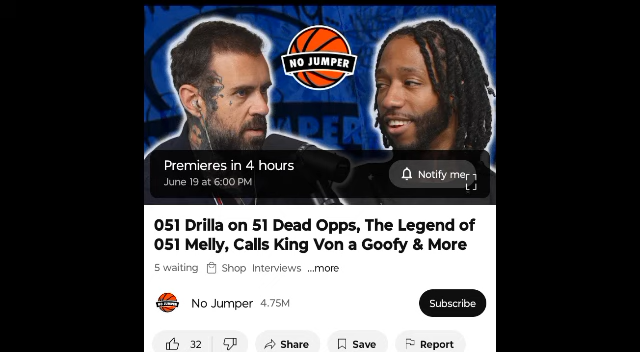 NO JUMPER
Premieres in 4 hours
June 19 at 6:00 PM
Notify me
051 Drilla on 51 Dead Opps, The Legend of
051 Melly, Calls King Von a Goofy & More
5 waiting Shop Interviews ...more
No Jumper 4.75M Subscribe
32 Share Save Report